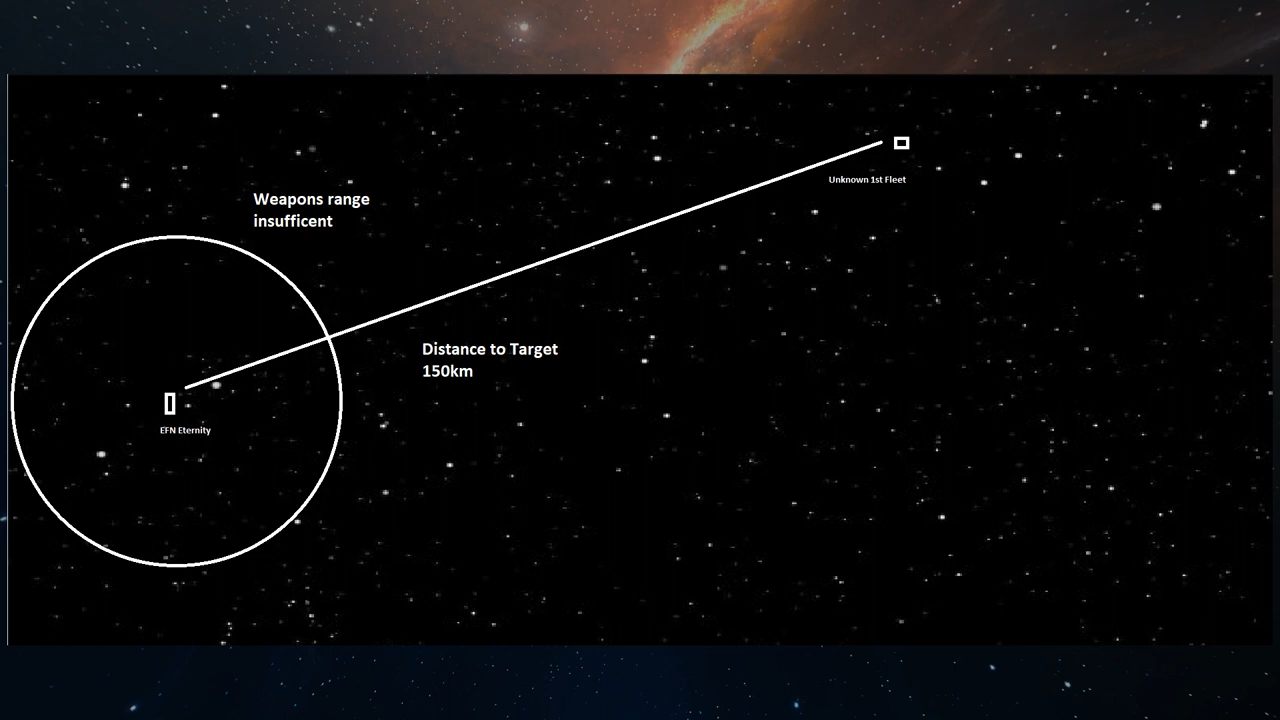 Unknown 1st Fleet
Weapons range
insufficent
Distance to Target
150km
EFN Eternity